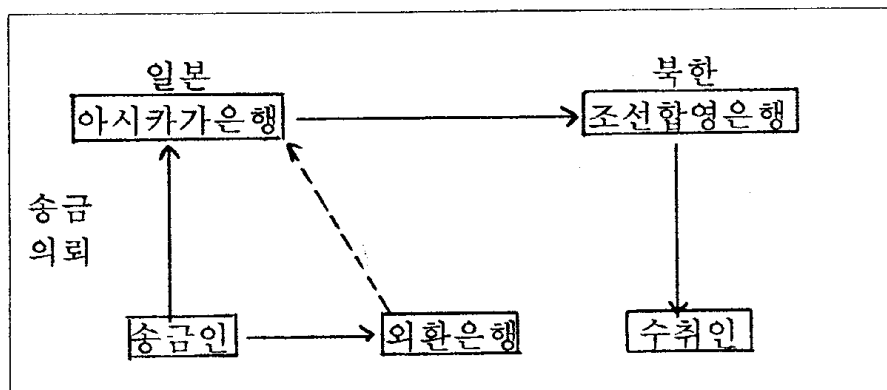 일본
북한
아시카가은행
조선합영은행
송금
의뢰
송금인
외환은행
수취인